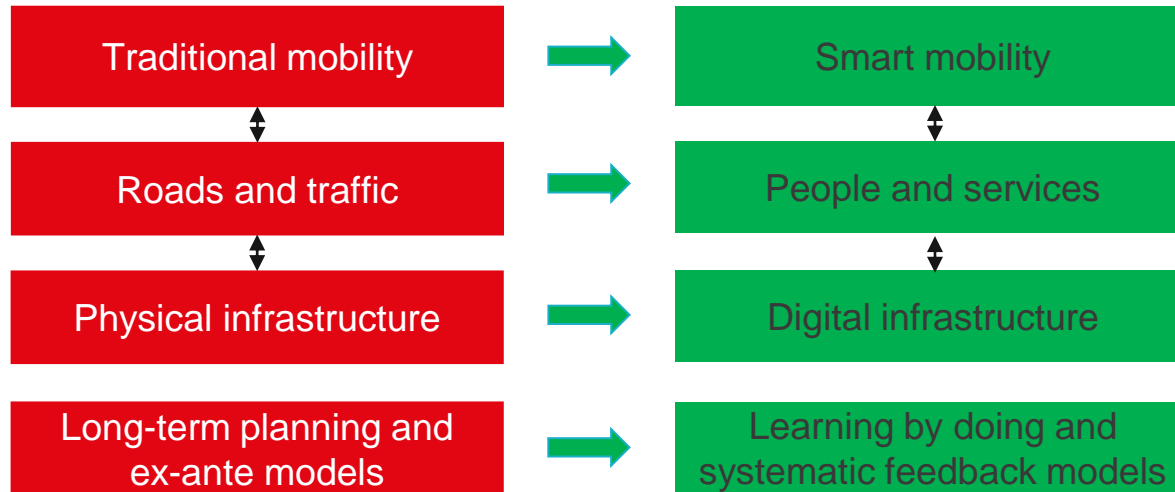 Traditional mobility
Smart mobility
Roads and traffic
People and services
Physical infrastructure
Digital infrastructure
Long-term planning and
ex-ante models
Learning by doing and
systematic feedback models